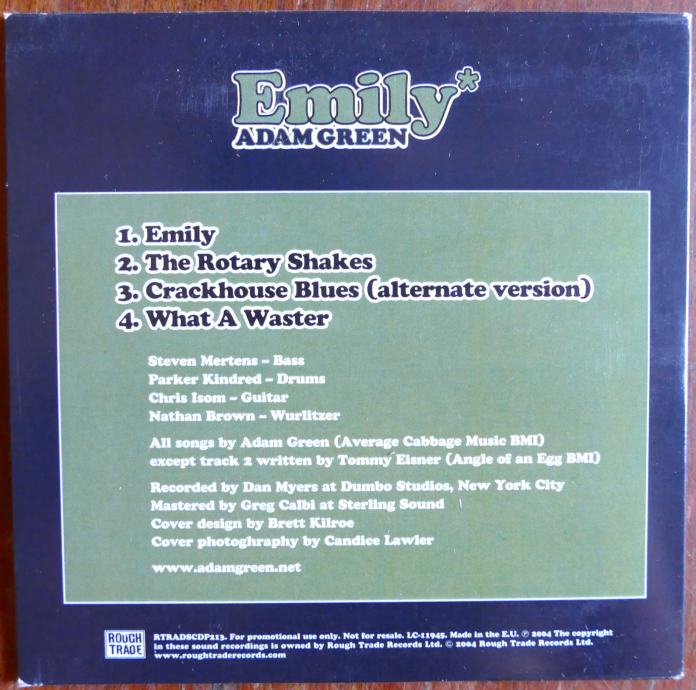 Emily*
ADAM GREEN
1. Emily
2. The Rotary Shakes
3. Crackhouse Blues (alternate version)
4. What A Waster
Steven Mertens – Bass
Parker Kindred – Drums
Chris Isom – Guitar
Nathan Brown – Wurlitzer
All songs by Adam Green (Average Cabbage Music BMI)
except track 2 written by Tommy Eisner (Angle of an Egg BMI)
Recorded by Dan Myers at Dumbo Studios, New York City
Mastered by Greg Calbi at Sterling Sound
Cover design by Brett Kilroe
Cover photoghraphy by Candice Lawler
www.adamgreen.net
ROUGH
TRADE
RTRADSCDP213. For promotional use only. Not for resale. LC-11945. Made in the E.U. ℗ 2004 The copyright
in these sound recordings is owned by Rough Trade Records Ltd. © 2004 Rough Trade Records Ltd.
www.roughtraderecords.com